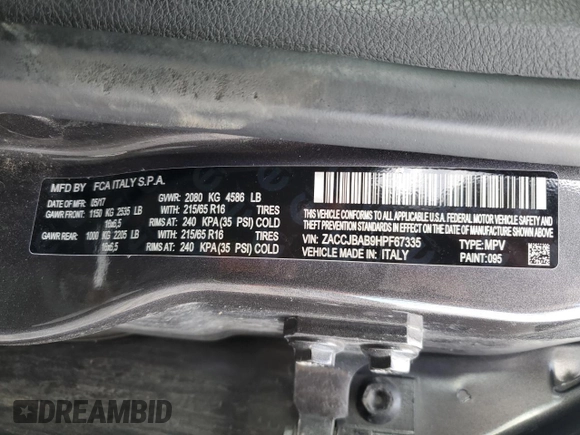 MFD BY FCA ITALY S.P.A.
DATE OF MFR: 05/17 GVWR: 2080 KG 4586 LB
GAWR FRONT: 1150 KG 2535 LB WITH: 215/65 R16 TIRES
16x6,5 RIMS AT: 240 KPA(35 PSI) COLD
GAWR REAR: 1000 KG 2205 LB WITH: 215/65 R16 TIRES
16x6,5 RIMS AT: 240 KPA(35 PSI) COLD
THIS VEHICLE CONFORMS TO ALL APPLICABLE U.S.A. FEDERAL MOTOR VEHICLE SAFETY, BUMPER, AND
THEFT PREVENTION STANDARDS IN EFFECT ON THE DATE OF MANUFACTURE SHOWN ABOVE.
VIN: ZACCJBAB9HPF67335 TYPE: MPV
VEHICLE MADE IN: ITALY PAINT: 095
DREAMBID